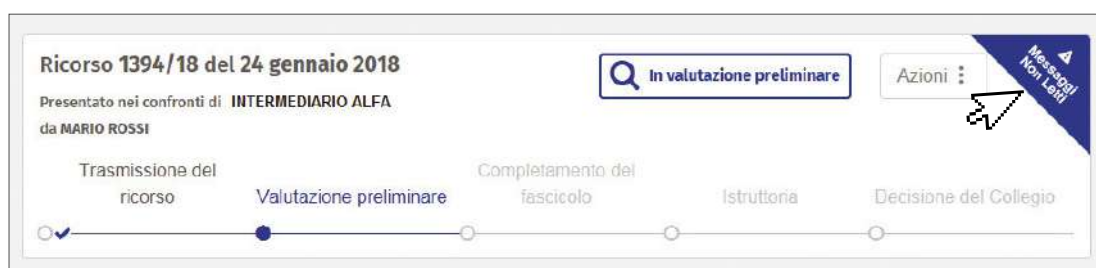 Ricorso 1394/18 del 24 gennaio 2018
Presentato nei confronti di INTERMEDIARIO ALFA
da MARIO ROSSI
In valutazione preliminare
Azioni
Messaggi
Non Letti
Trasmissione del
ricorso
Valutazione preliminare
Completamento del
fascicolo
Istruttoria
Decisione del Collegio